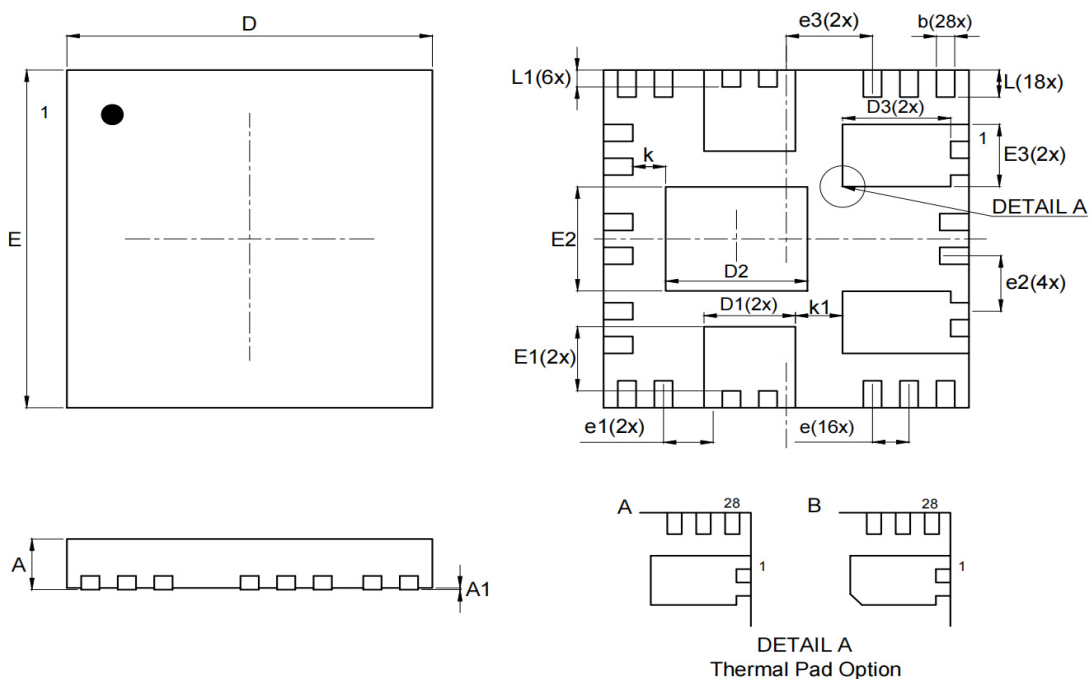 D
1
E
e3(2x)
b(28x)
L1(6x)
L(18x)
D3(2x)
1
E3(2x)
k
DETAIL A
E2
D2
e2(4x)
D1(2x)
k1
E1(2x)
e1(2x)
e(16x)
A
A1
A
28
1
B
28
1
DETAIL A
Thermal Pad Option